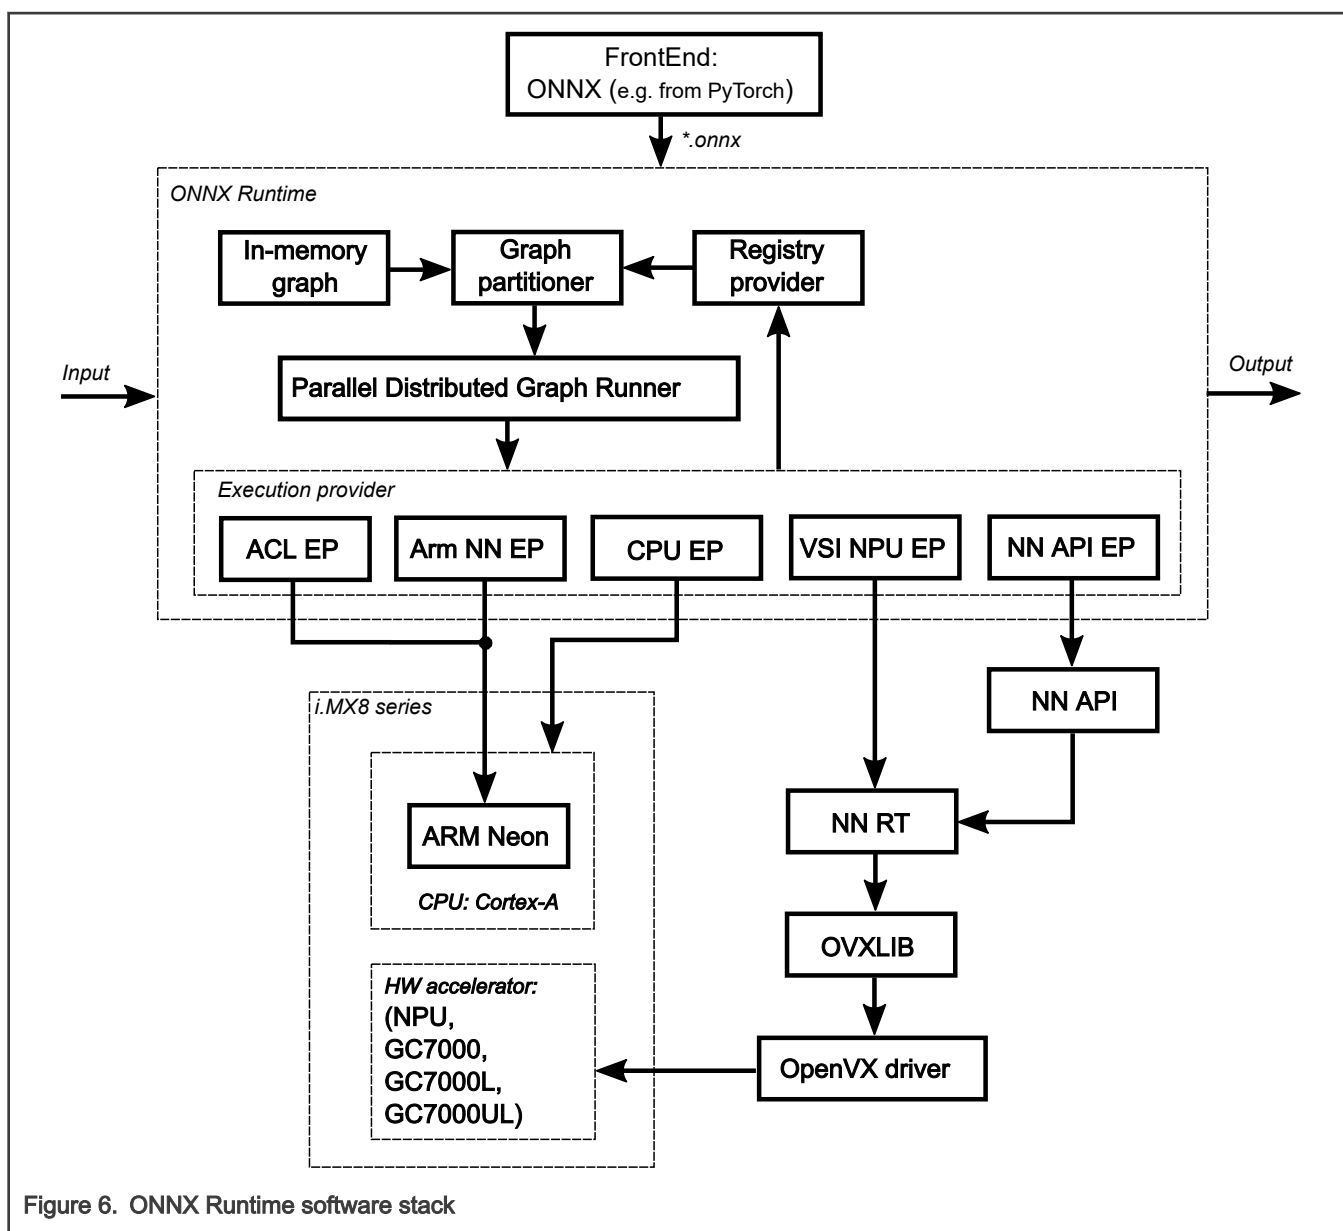 FrontEnd:
ONNX (e.g. from PyTorch)
*.onnx
ONNX Runtime
In-memory
graph
Graph
partitioner
Registry
provider
Input
Parallel Distributed Graph Runner
Output
Execution provider
ACL EP
Arm NN EP
CPU EP
VSI NPU EP
NN API EP
i.MX8 series
NN API
ARM Neon
NN RT
CPU: Cortex-A
OVXLIB
HW accelerator:
(NPU,
GC7000,
GC7000L,
GC7000UL)
OpenVX driver
Figure 6. ONNX Runtime software stack